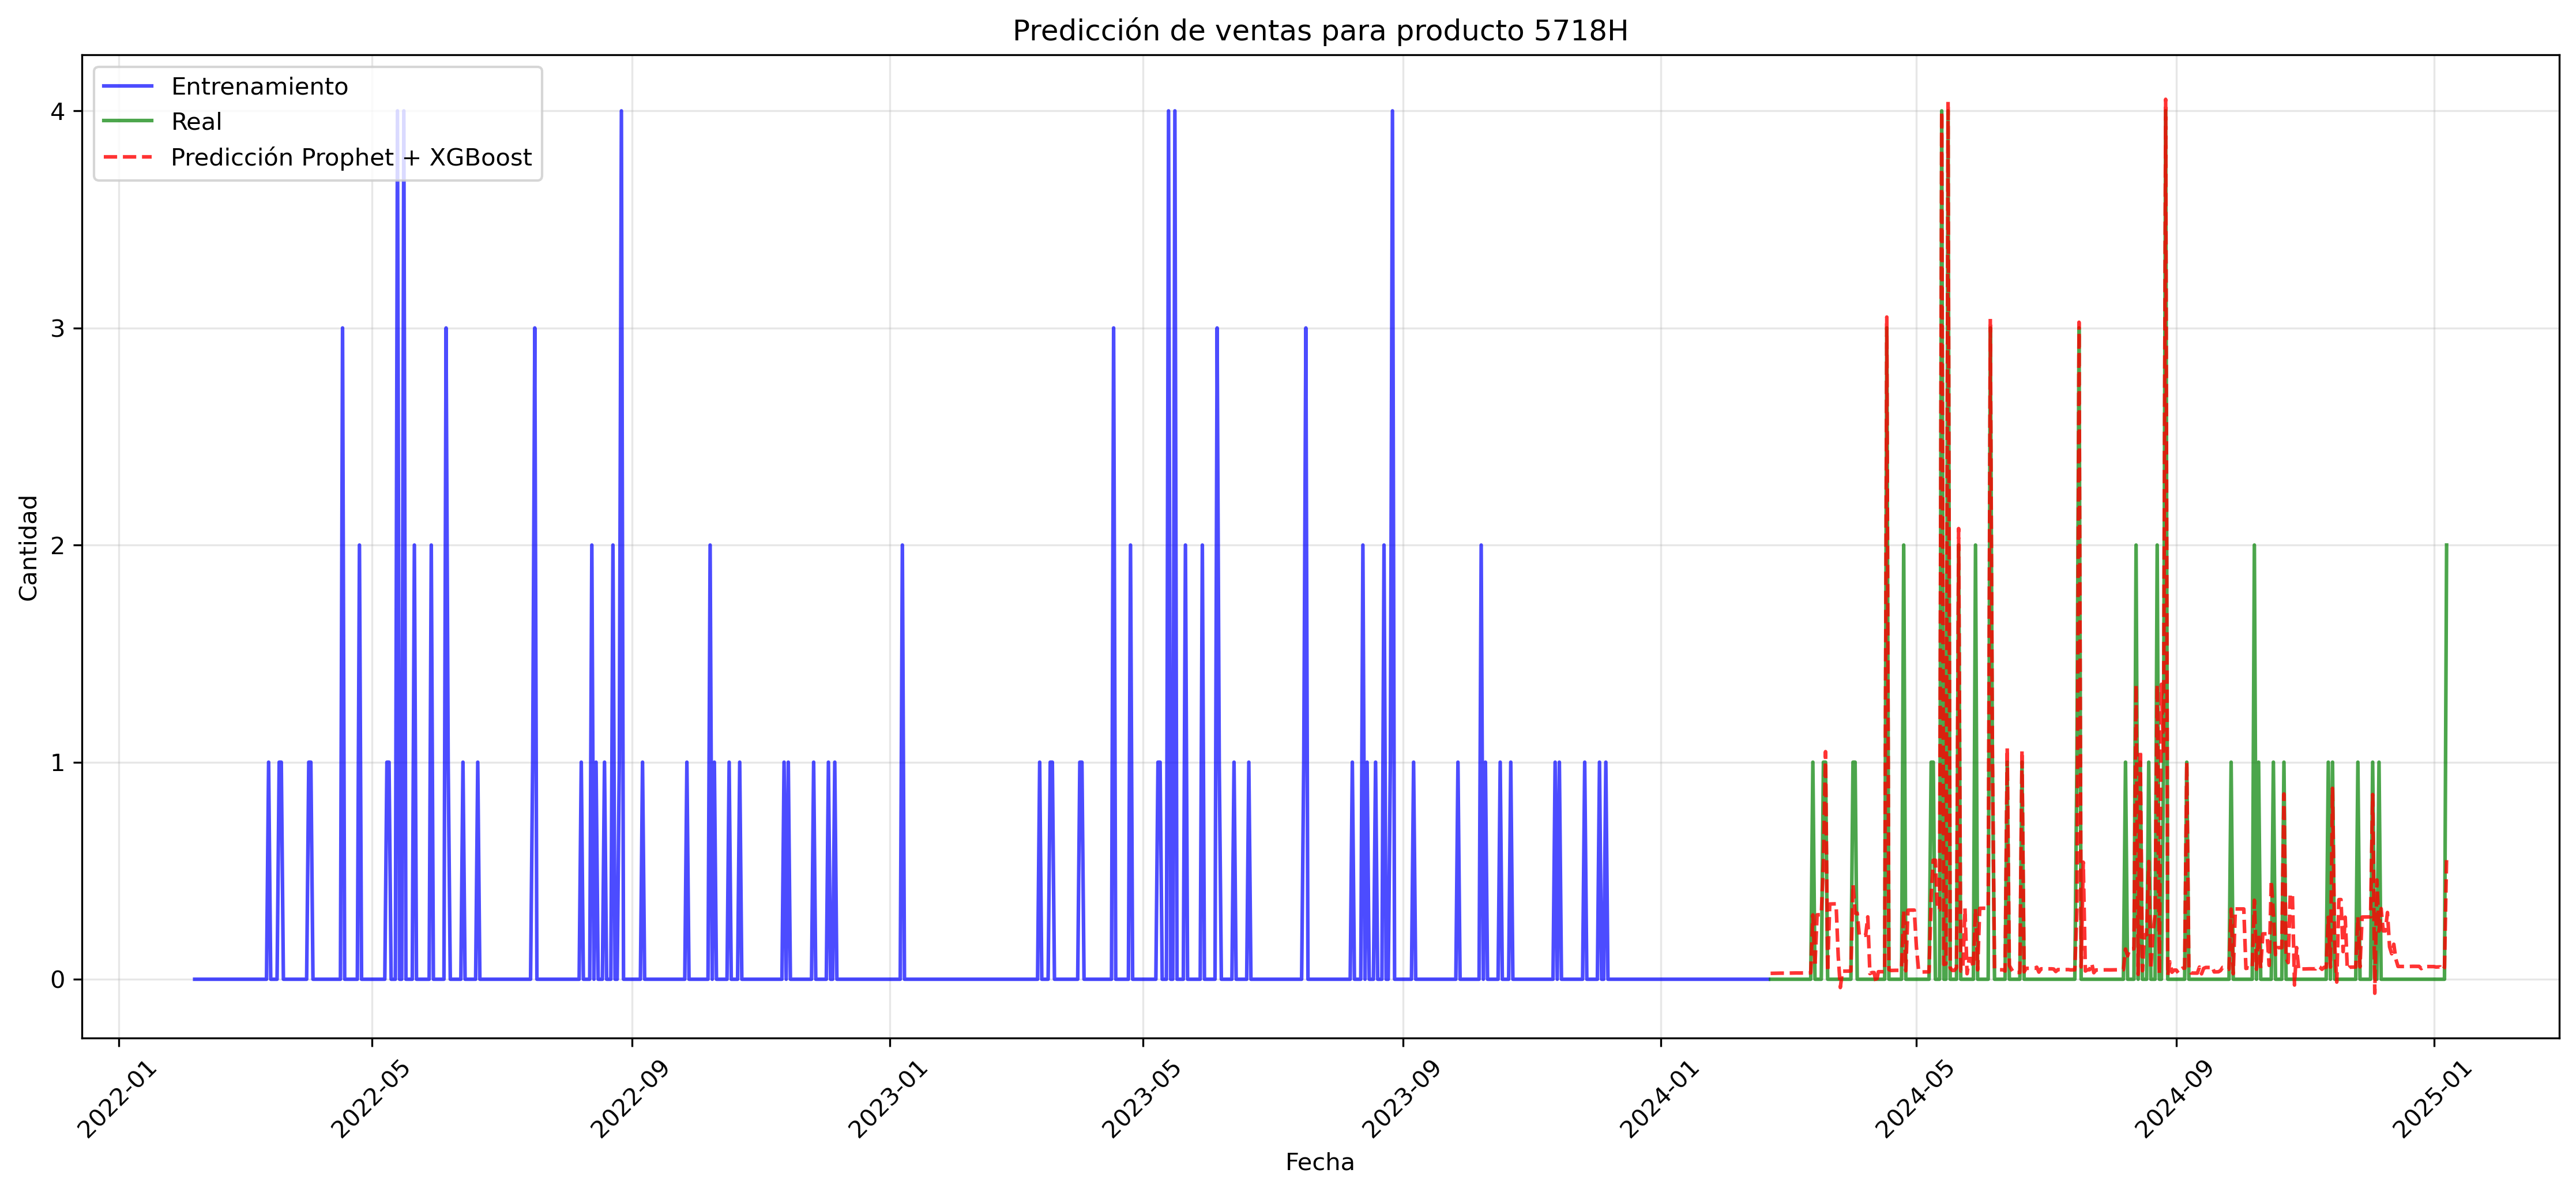 Predicción de ventas para producto 5718H
Entrenamiento
Real
Predicción Prophet + XGBoost
Cantidad
4
3
2
1
0
2022-01
2022-05
2022-09
2023-01
2023-05
2023-09
2024-01
2024-05
2024-09
2025-01
Fecha